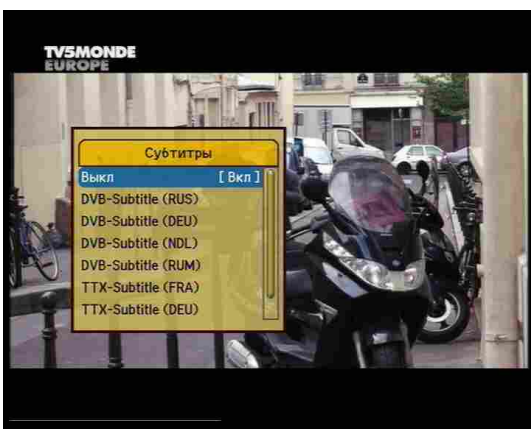 TV5MONDE
EUROPE
Субтитры
Выкл [ Вкл ]
DVB-Subtitle (RUS)
DVB-Subtitle (DEU)
DVB-Subtitle (NDL)
DVB-Subtitle (RUM)
TTX-Subtitle (FRA)
TTX-Subtitle (DEU)